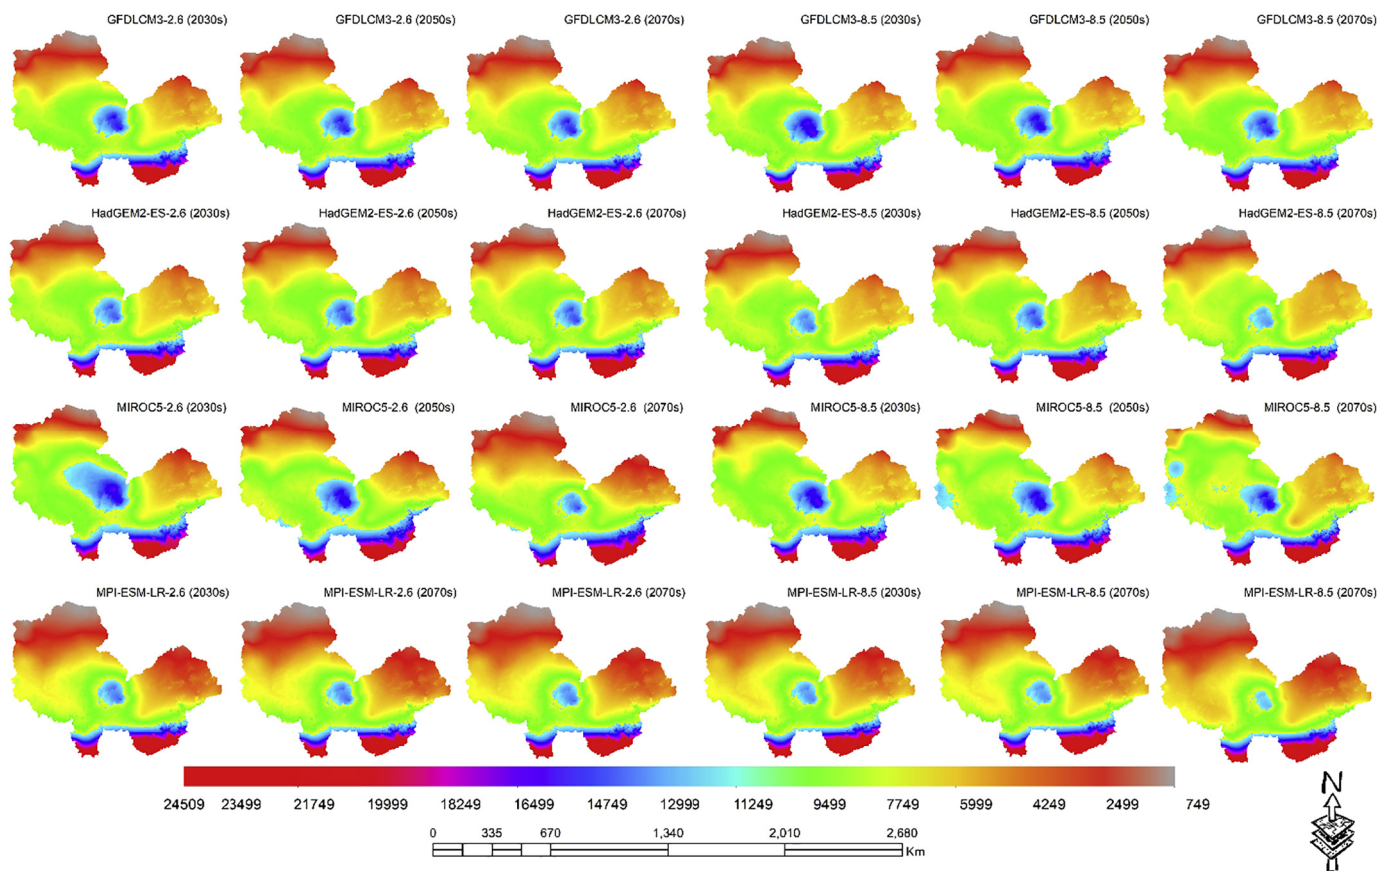 GFDLCM3-2.6 (2030s) GFDLCM3-2.6 (2050s) GFDLCM3-2.6 (2070s) GFDLCM3-8.5 (2030s) GFDLCM3-8.5 (2050s) GFDLCM3-8.5 (2070s)
HadGEM2-ES-2.6 (2030s) HadGEM2-ES-2.6 (2050s) HadGEM2-ES-2.6 (2070s) HadGEM2-ES-8.5 (2030s) HadGEM2-ES-8.5 (2050s) HadGEM2-ES-8.5 (2070s)
MIROC5-2.6 (2030s) MIROC5-2.6 (2050s) MIROC5-2.6 (2070s) MIROC5-8.5 (2030s) MIROC5-8.5 (2050s) MIROC5-8.5 (2070s)
MPI-ESM-LR-2.6 (2030s) MPI-ESM-LR-2.6 (2070s) MPI-ESM-LR-2.6 (2070s) MPI-ESM-LR-8.5 (2030s) MPI-ESM-LR-8.5 (2070s) MPI-ESM-LR-8.5 (2070s)
24509 23499 21749 19999 18249 16499 14749 12999 11249 9499 7749 5999 4249 2499 749
N
0 335 670 1,340 2,010 2,680
Km